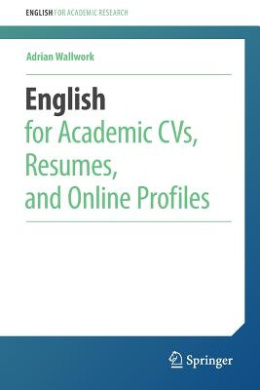 ENGLISH FOR ACADEMIC RESEARCH
Adrian Wallwork
English
for Academic CVs,
Resumes,
and Online Profiles
Springer